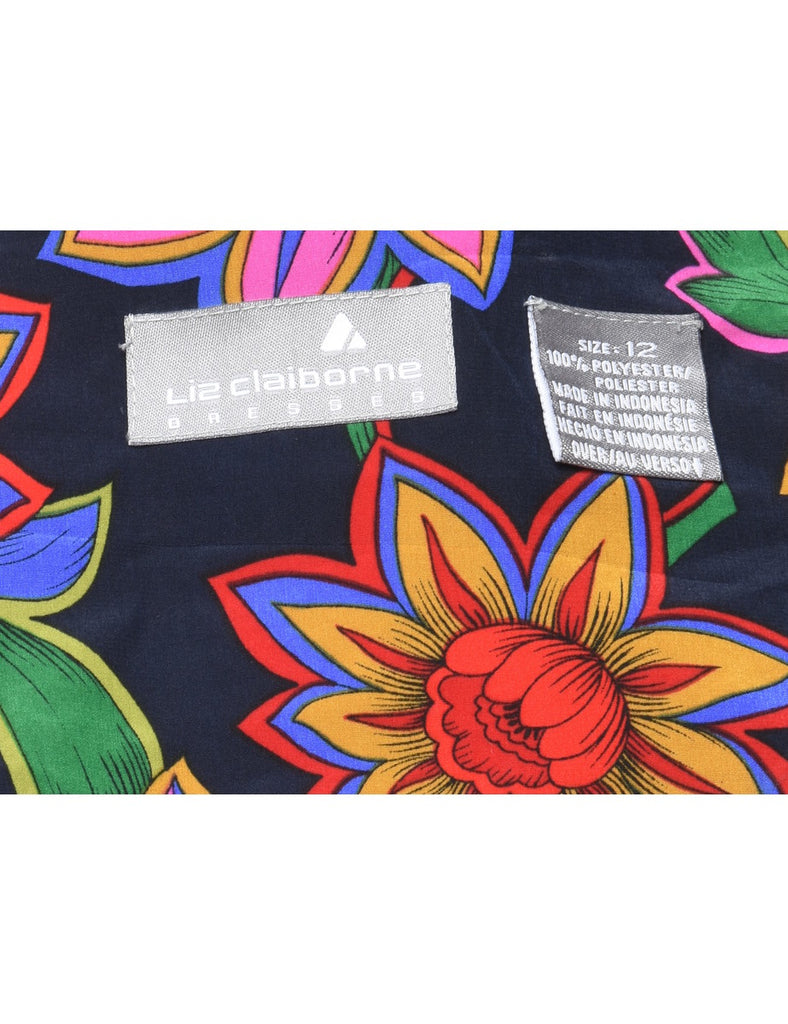 Liz claiborne
DRESSES
SIZE: 12
100% POLYESTER/
POLIESTER
MADE IN INDONESIA
FAIT EN INDONÉSIE
HECHO EN INDONESIA
OVER/AU VERSO